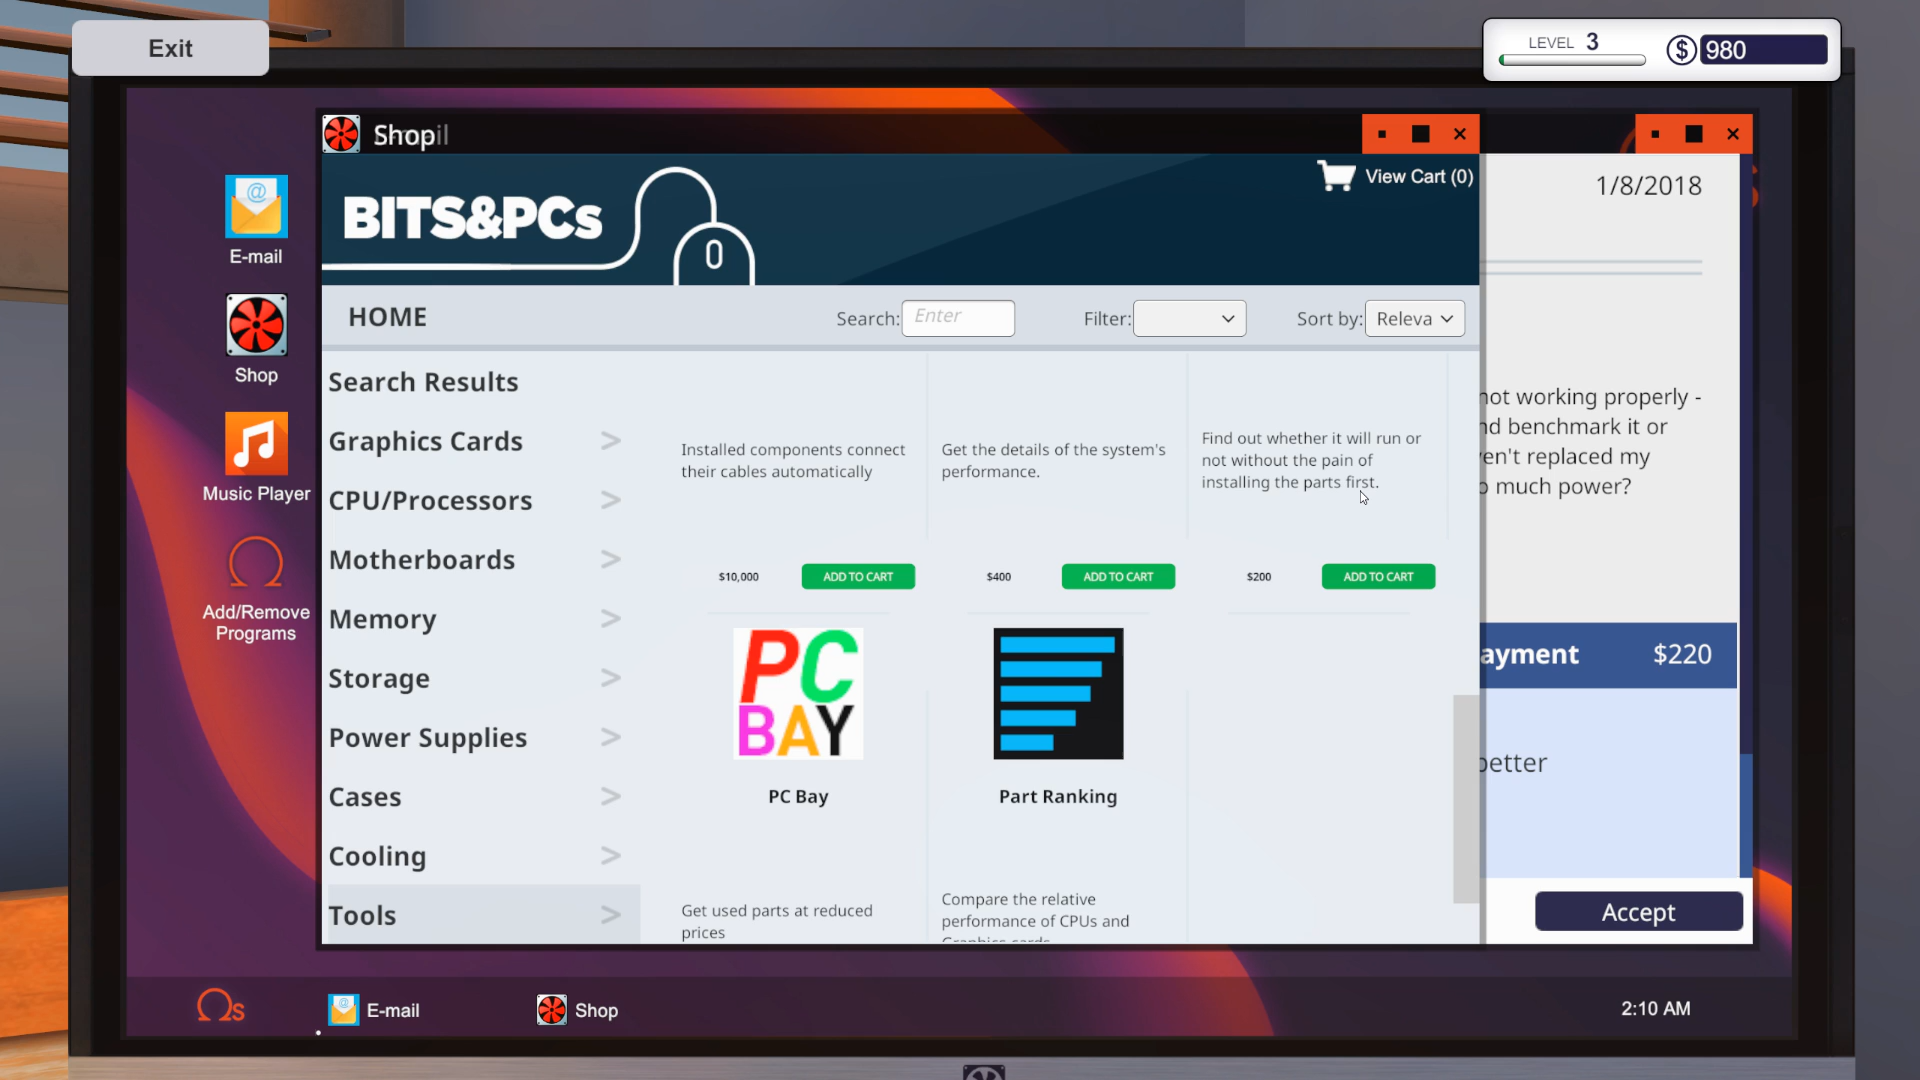 Exit
LEVEL 3
$ 980
Shop
E-mail
Shop
Music Player
Add/Remove
Programs
BITS&PCs
View Cart (0)
HOME
Search: Enter
Filter:
Sort by: Releva
Search Results
Graphics Cards >
CPU/Processors >
Motherboards >
Memory >
Storage >
Power Supplies >
Cases >
Cooling >
Tools >
Installed components connect
their cables automatically
$10,000
ADD TO CART
Get the details of the system's
performance.
$400
ADD TO CART
Find out whether it will run or
not without the pain of
installing the parts first.
$200
ADD TO CART
PC
BAY
PC Bay
Get used parts at reduced
prices
Part Ranking
Compare the relative
performance of CPUs and
Graphics cards
1/8/2018
not working properly -
nd benchmark it or
en't replaced my
o much power?
ayment $220
better
Accept
Ωs
E-mail
Shop
2:10 AM